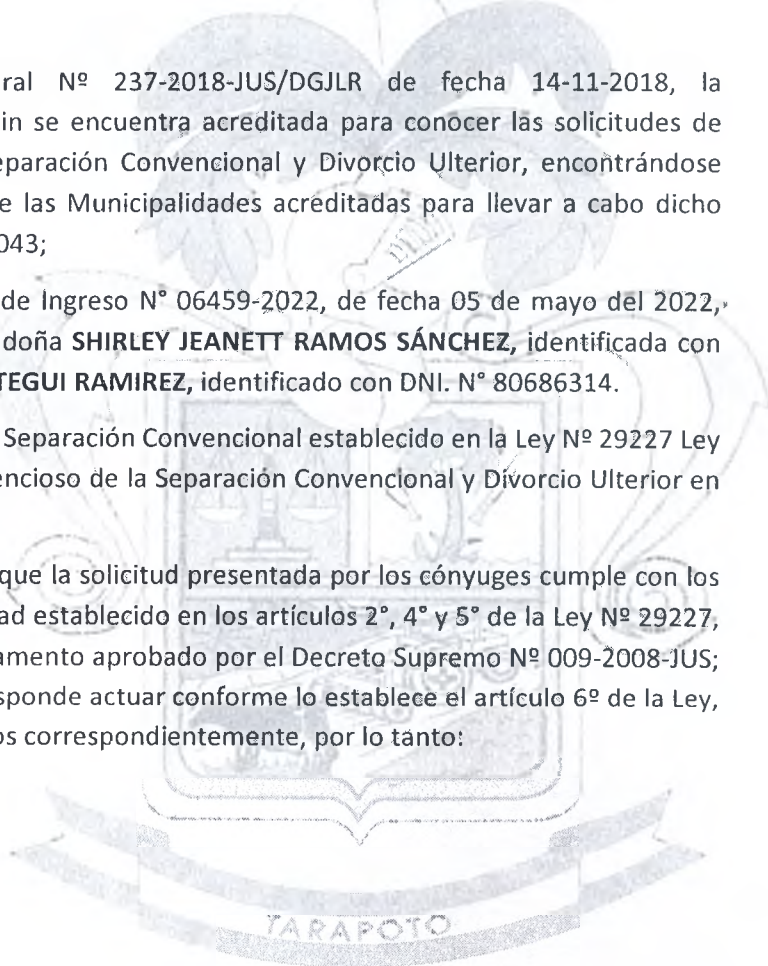 ral Nº 237-2018-JUS/DGJLR de fecha 14-11-2018, la
in se encuentra acreditada para conocer las solicitudes de
eparación Convencional y Divorcio Ulterior, encontrándose
e las Municipalidades acreditadas para llevar a cabo dicho
043;
de Ingreso N° 06459-2022, de fecha 05 de mayo del 2022,
doña SHIRLEY JEANETT RAMOS SÁNCHEZ, identificada con
TEGUI RAMIREZ, identificado con DNI. N° 80686314.
Separación Convencional establecido en la Ley Nº 29227 Ley
encioso de la Separación Convencional y Divorcio Ulterior en
que la solicitud presentada por los cónyuges cumple con los
ad establecido en los artículos 2°, 4° y 5° de la Ley Nº 29227,
amento aprobado por el Decreto Supremo Nº 009-2008-JUS;
sponde actuar conforme lo establece el artículo 6º de la Ley,
os correspondientemente, por lo tanto:
TARAPOTO